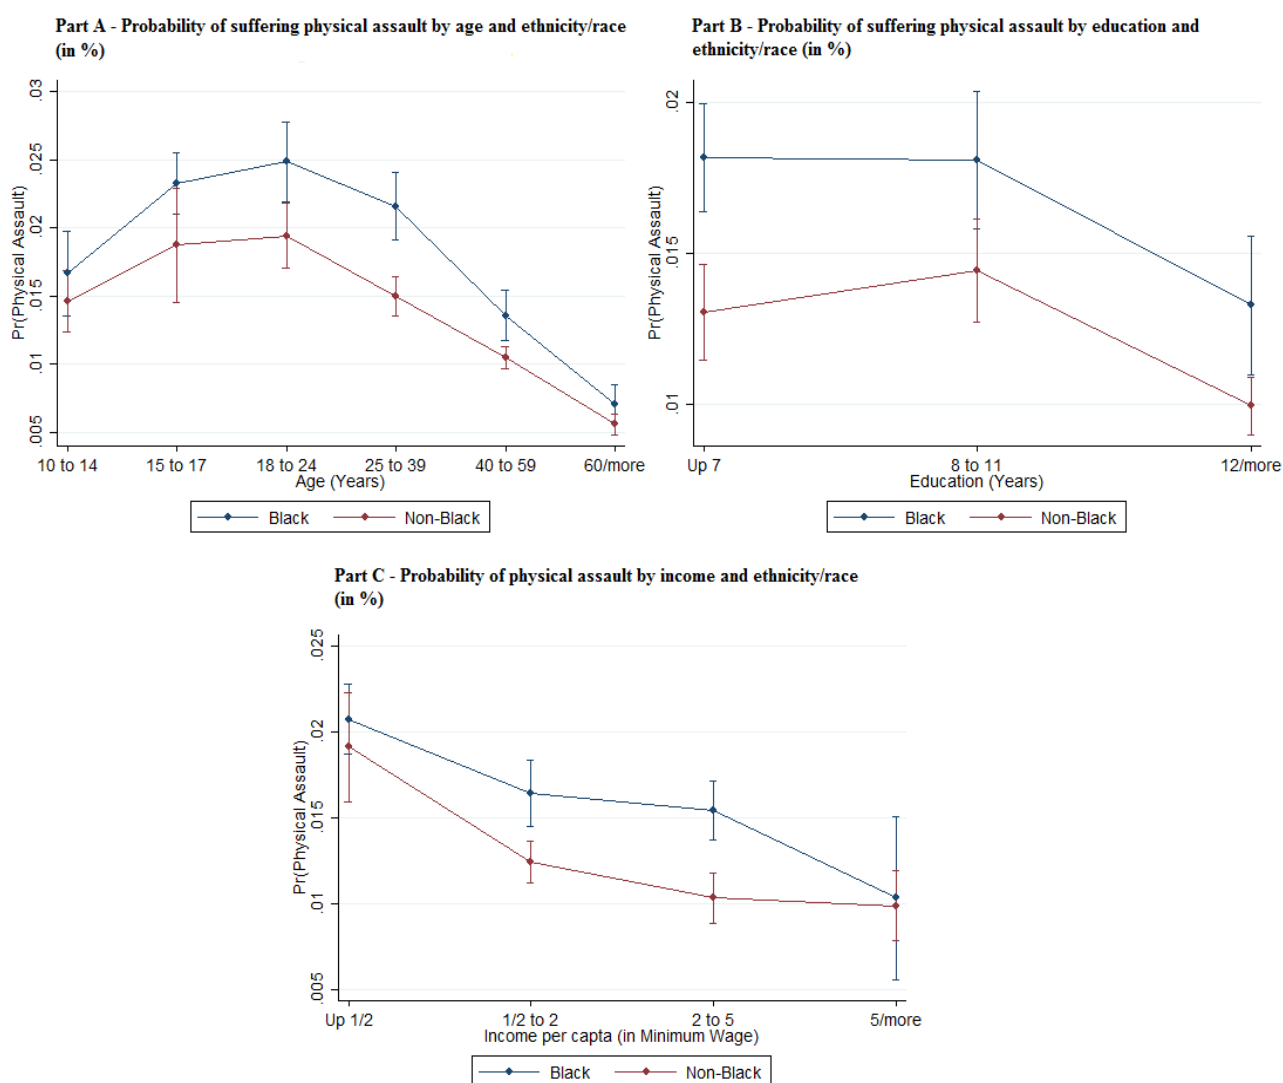 Part A - Probability of suffering physical assault by age and ethnicity/race
(in %)
Pr(Physical Assault)
.03
.025
.02
.015
.01
.005
10 to 14
15 to 17
18 to 24
25 to 39
40 to 59
60/more
Age (Years)
Black
Non-Black
Part B - Probability of suffering physical assault by education and
ethnicity/race (in %)
Pr(Physical Assault)
.02
.015
.01
Up 7
8 to 11
12/more
Education (Years)
Black
Non-Black
Part C - Probability of physical assault by income and ethnicity/race
(in %)
Pr(Physical Assault)
.025
.02
.015
.01
.005
Up 1/2
1/2 to 2
2 to 5
5/more
Income per capta (in Minimum Wage)
Black
Non-Black